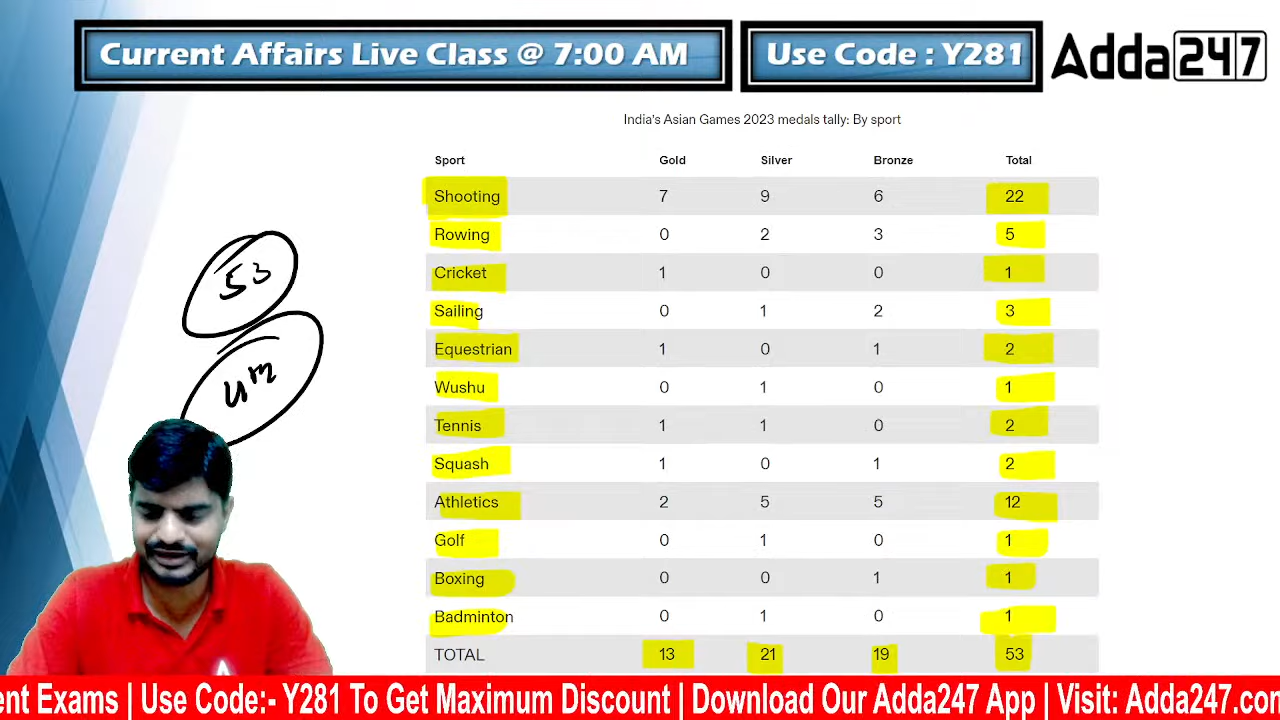 Current Affairs Live Class @ 7:00 AM
Use Code : Y281
Adda247
India's Asian Games 2023 medals tally: By sport
Sport Gold Silver Bronze Total
Shooting 7 9 6 22
Rowing 0 2 3 5
Cricket 1 0 0 1
Sailing 0 1 2 3
Equestrian 1 0 1 2
Wushu 0 1 0 1
Tennis 1 1 0 2
Squash 1 0 1 2
Athletics 2 5 5 12
Golf 0 1 0 1
Boxing 0 0 1 1
Badminton 0 1 0 1
TOTAL 13 21 19 53
53
ent Exams | Use Code:- Y281 To Get Maximum Discount | Download Our Adda247 App | Visit: Adda247.con